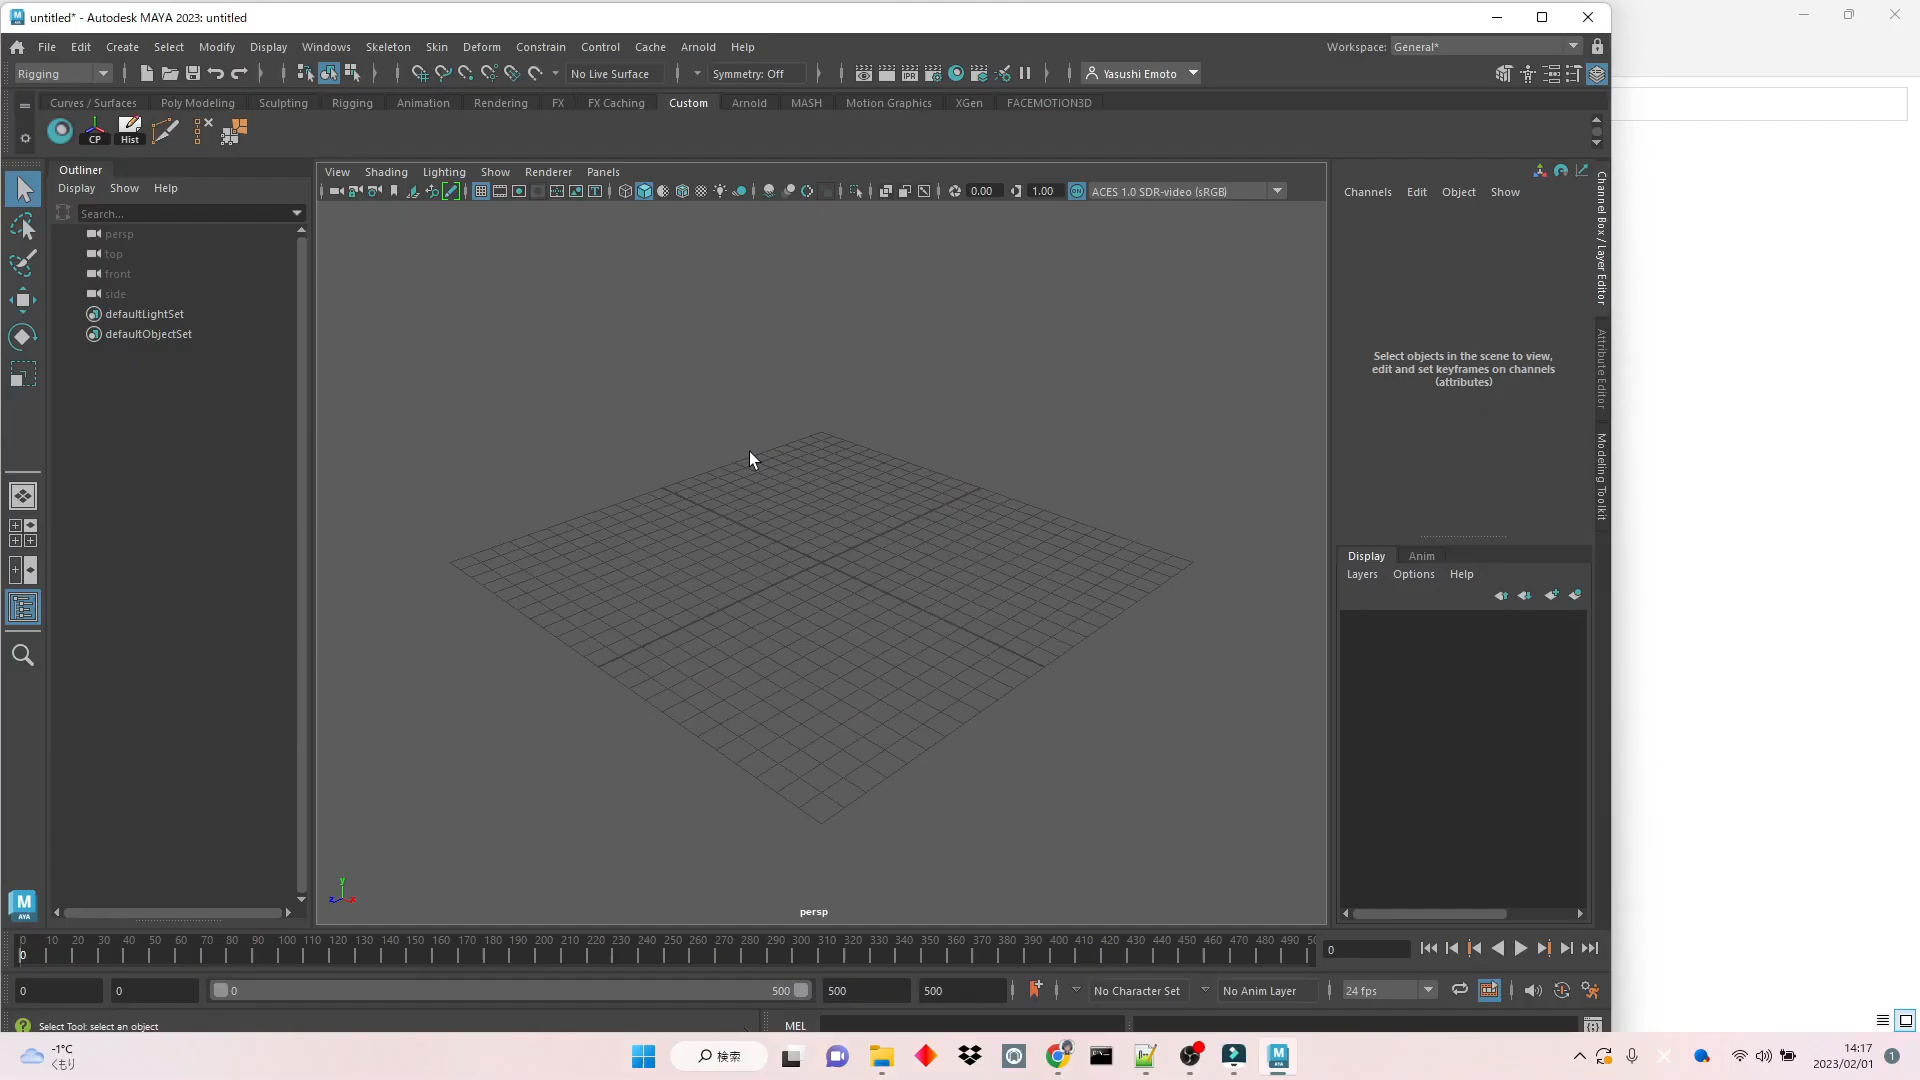 untitled* - Autodesk MAYA 2023: untitled
File Edit Create Select Modify Display Windows Skeleton Skin Deform Constrain Control Cache Arnold Help
Workspace: General*
Rigging No Live Surface Symmetry: Off IPR Yasushi Emoto
Curves / Surfaces Poly Modeling Sculpting Rigging Animation Rendering FX FX Caching Custom Arnold MASH Motion Graphics XGen FACEMOTION3D
CP Hist
Outliner
Display Show Help
Search...
persp
top
front
side
defaultLightSet
defaultObjectSet
View Shading Lighting Show Renderer Panels
0.00 1.00 ON ACES 1.0 SDR-video (sRGB)
y
z x
persp
Channels Edit Object Show
Select objects in the scene to view,
edit and set keyframes on channels
(attributes)
Channel Box / Layer Editor
Attribute Editor
Modeling Toolkit
Display Anim
Layers Options Help
M
AYA
0 10 20 30 40 50 60 70 80 90 100 110 120 130 140 150 160 170 180 190 200 210 220 230 240 250 260 270 280 290 300 310 320 330 340 350 360 370 380 390 400 410 420 430 440 450 460 470 480 490 50
0
0
0 0 0 500 500 500 No Character Set No Anim Layer 24 fps
Select Tool: select an object
MEL
-1°C
くもり
検索
14:17
2023/02/01
1